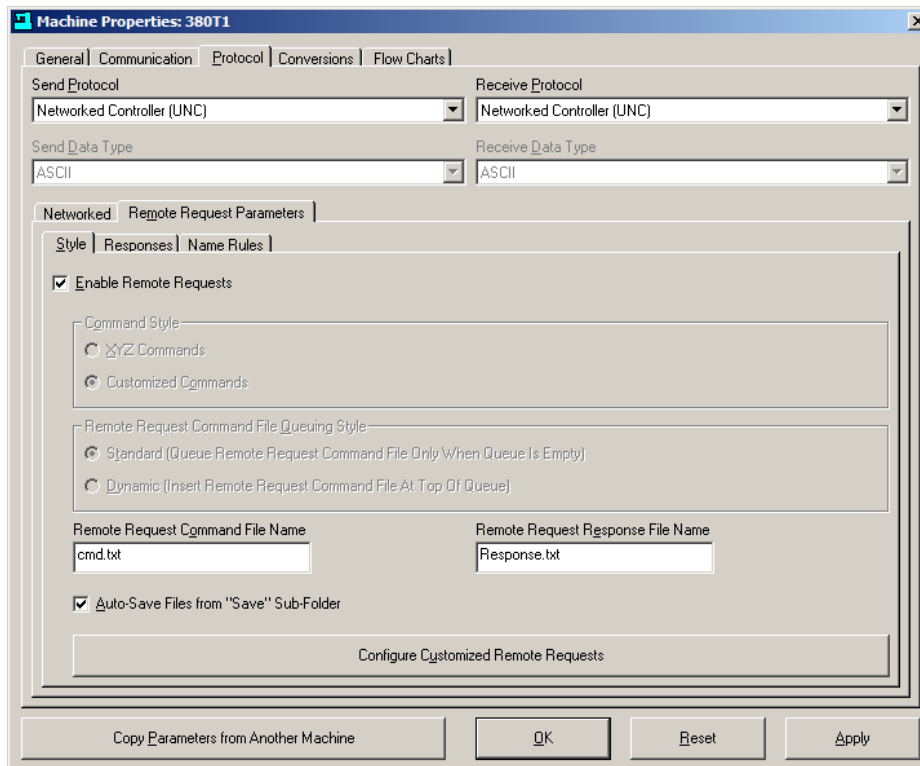 Machine Properties: 380T1
General Communication Protocol Conversions Flow Charts
Send Protocol Receive Protocol
Networked Controller (UNC) Networked Controller (UNC)
Send Data Type Receive Data Type
ASCII ASCII
Networked Remote Request Parameters
Style Responses Name Rules
Enable Remote Requests
Command Style
XYZ Commands
Customized Commands
Remote Request Command File Queuing Style
Standard (Queue Remote Request Command File Only When Queue Is Empty)
Dynamic (Insert Remote Request Command File At Top Of Queue)
Remote Request Command File Name Remote Request Response File Name
cmd.txt Response.txt
Auto-Save Files from "Save" Sub-Folder
Configure Customized Remote Requests
Copy Parameters from Another Machine OK Reset Apply